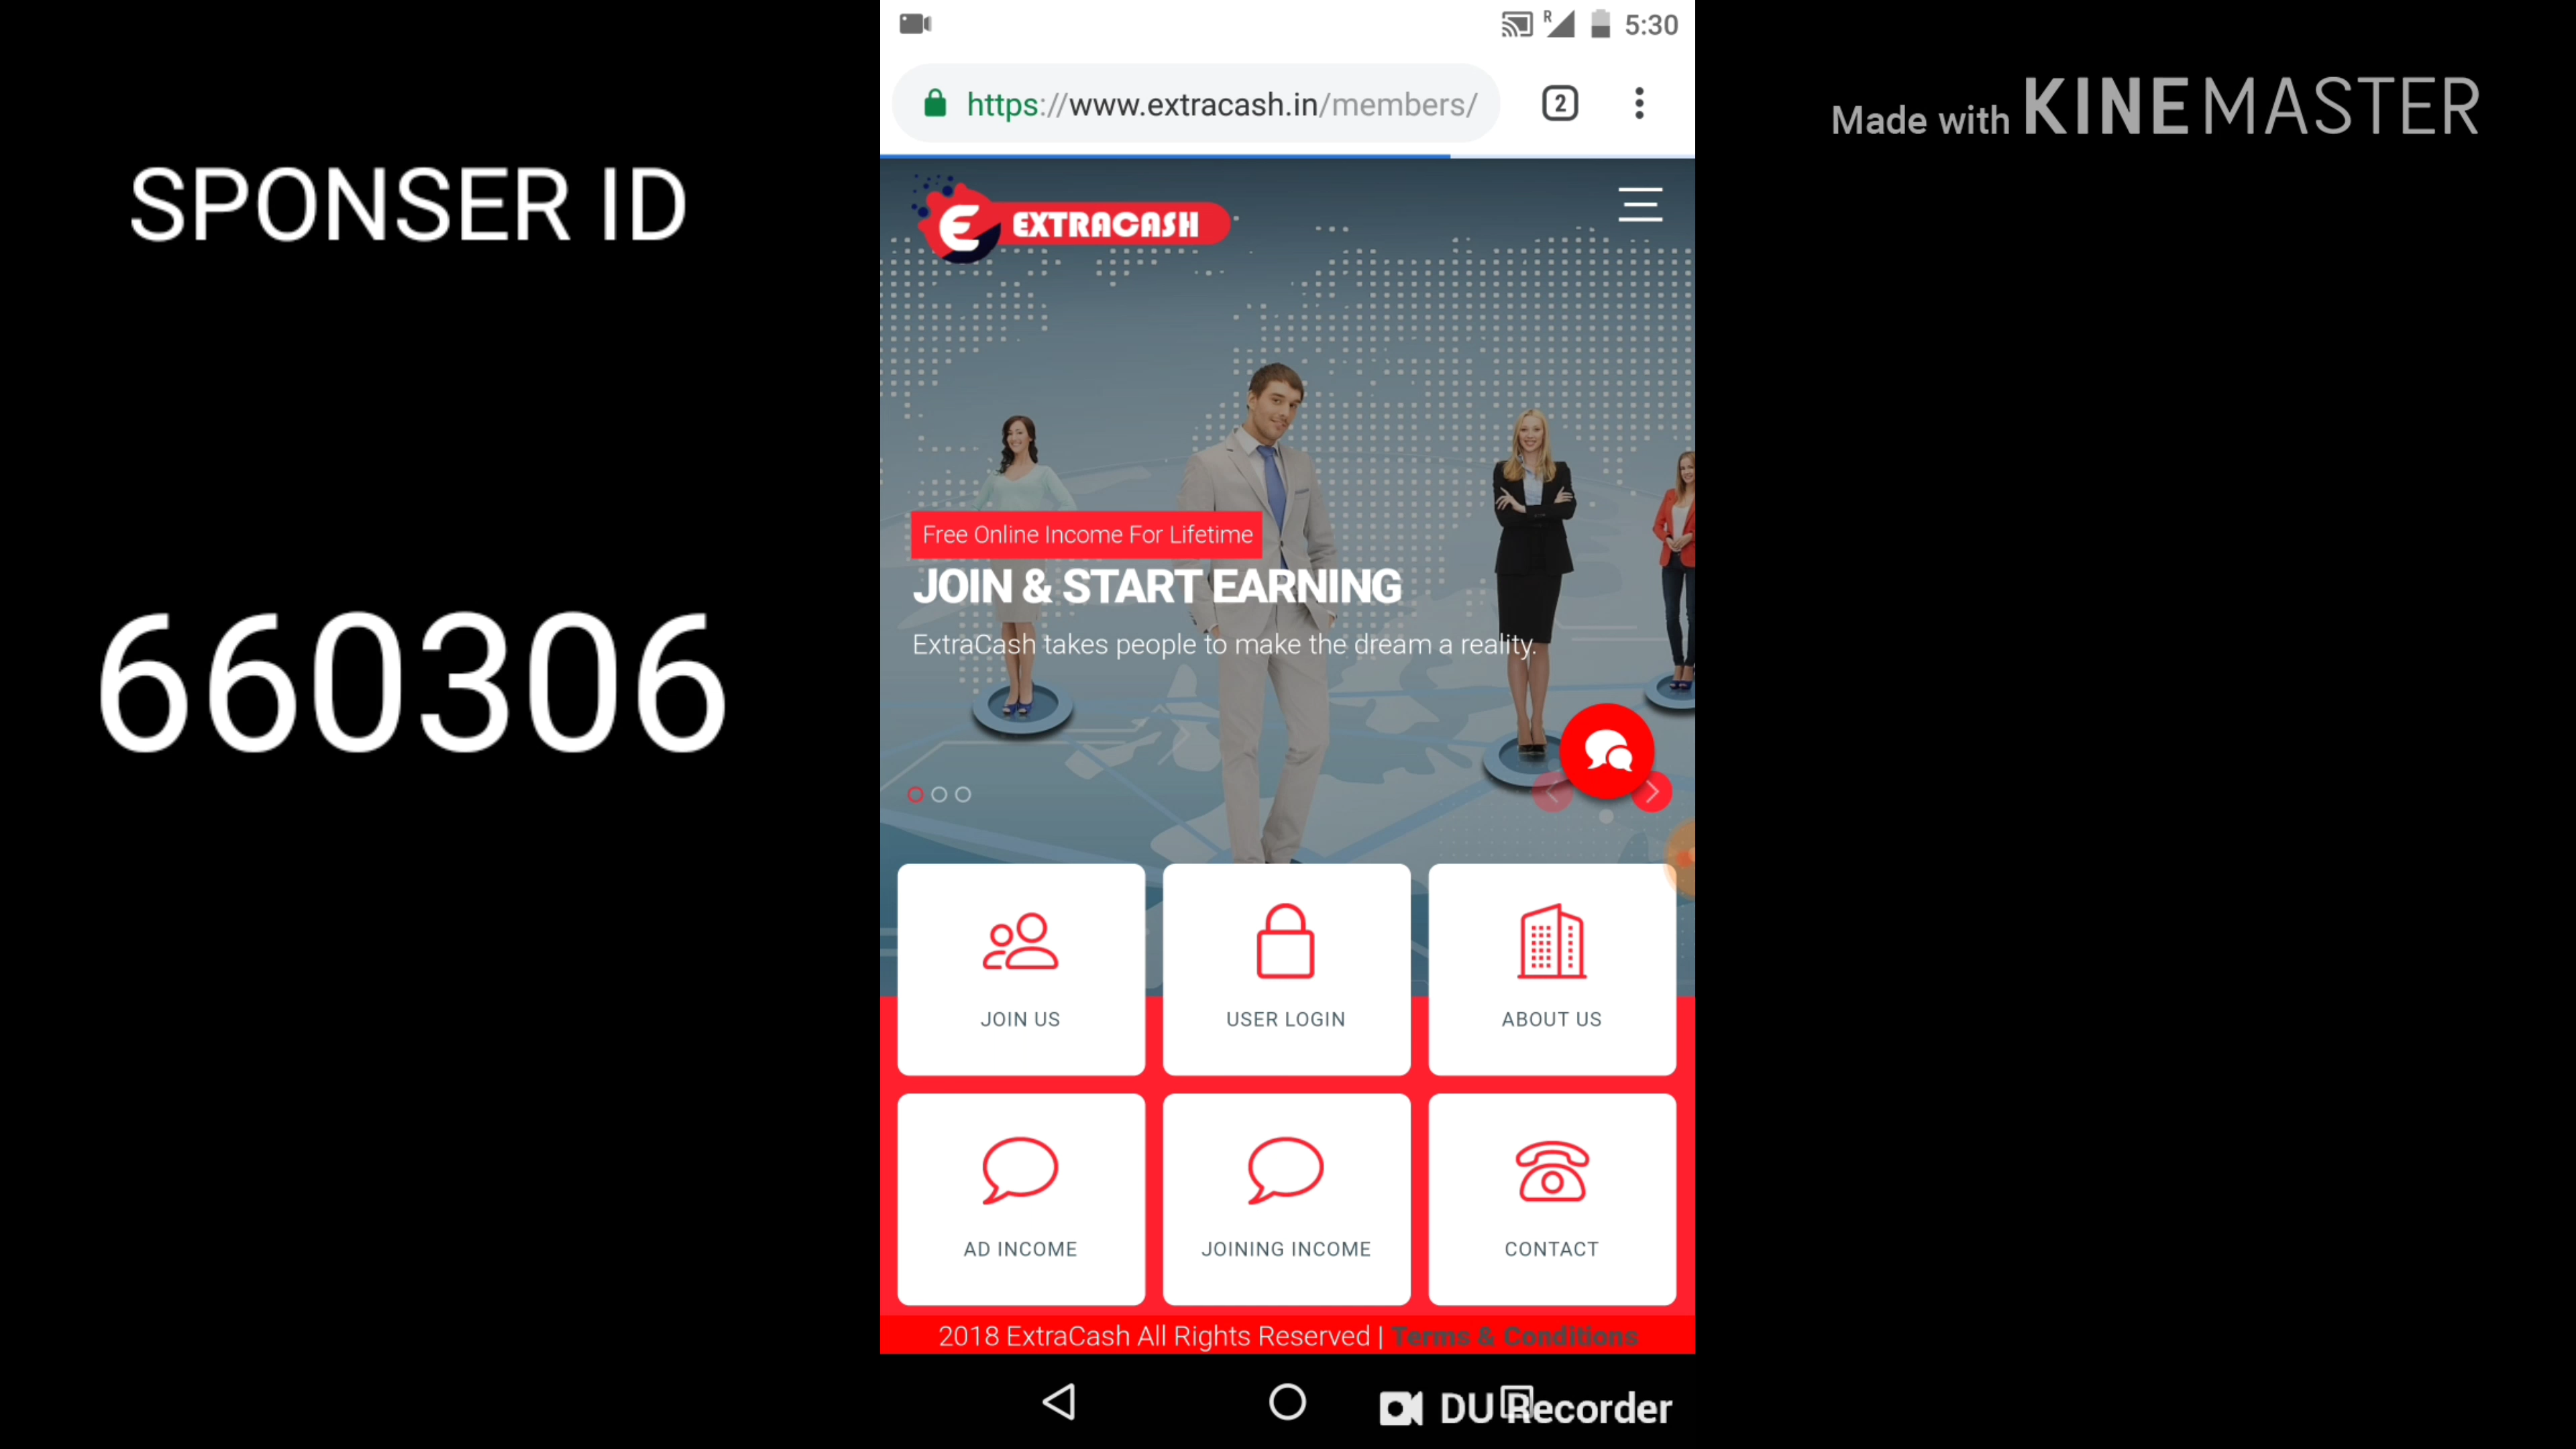 SPONSER ID
660306
Made with KINEMASTER
5:30
R
https://www.extracash.in/members/
2
EXTRACASH
Free Online Income For Lifetime
JOIN & START EARNING
ExtraCash takes people to make the dream a reality.
JOIN US
USER LOGIN
ABOUT US
AD INCOME
JOINING INCOME
CONTACT
2018 ExtraCash All Rights Reserved | Terms & Conditions
DU Recorder